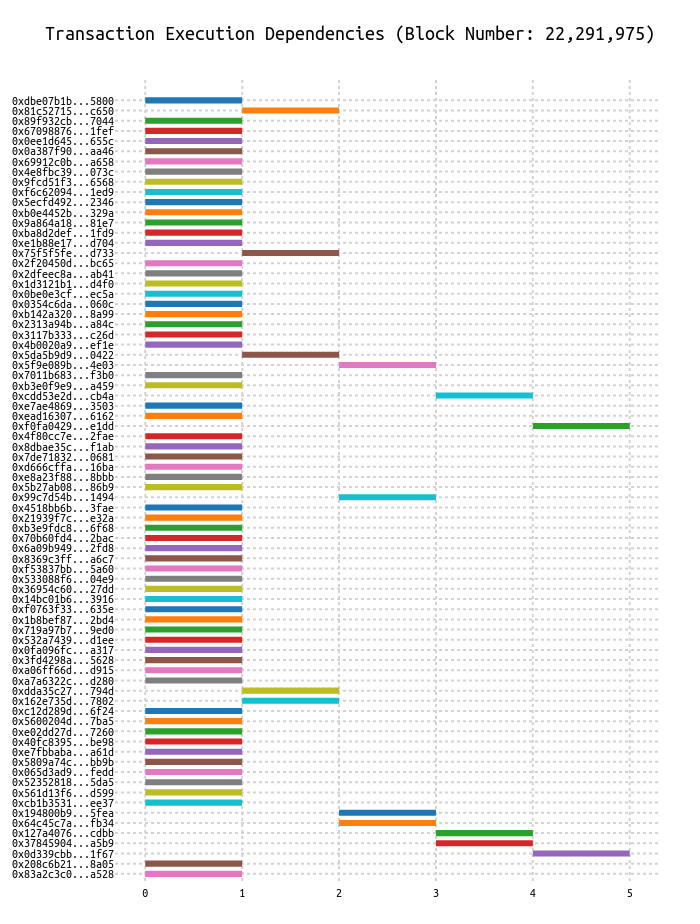 Transaction Execution Dependencies (Block Number: 22,291,975)
0xdbe07b1b...5800
0x81c52715...c650
0x89f932cb...7044
0x67098876...1fef
0x0ee1d645...655c
0x0a387f90...aa46
0x69912c0b...a658
0x4e8fbc39...073c
0x9fcd51f3...6568
0xf6c62094...1ed9
0x5ecfd492...2346
0xb0e4452b...329a
0x9a864a18...81e7
0xba8d2def...1fd9
0xe1b88e17...d704
0x75f5f5fe...d733
0x2f20450d...bc65
0x2dfeec8a...ab41
0x1d3121b1...d4f0
0x0be0e3cf...ec5a
0x0354c6da...060c
0xb142a320...8a99
0x2313a94b...a84c
0x3117b333...c26d
0x4b0020a9...ef1e
0x5da5b9d9...0422
0x5f9e089b...4e03
0x7011b683...f3b0
0xb3e0f9e9...a459
0xcdd53e2d...cb4a
0xe7ae4869...3503
0xead16307...6162
0xf0fa0429...e1dd
0x4f80cc7e...2fae
0x8dbae35c...f1ab
0x7de71832...0681
0xd666cffa...16ba
0xe8a23f88...8bbb
0x5b27ab08...86b9
0x99c7d54b...1494
0x4518bb6b...3fae
0x21939f7c...e32a
0xb3e9fdc8...6f68
0x70b60fd4...2bac
0x6a09b949...2fd8
0x8369c3ff...a6c7
0xf53837bb...5a60
0x533088f6...04e9
0x36954c60...27dd
0x14bc01b6...3916
0xf0763f33...635e
0x1b8bef87...2bd4
0x719a97b7...9ed0
0x532a7439...d1ee
0x0fa096fc...a317
0x3fd4298a...5628
0xa06ff66d...d915
0xa7a6322c...d280
0xdda35c27...794d
0x162e735d...7802
0xc12d289d...6f24
0x5600204d...7ba5
0xe02dd27d...7260
0x40fc8395...be98
0xe7fbbaba...a61d
0x5809a74c...bb9b
0x065d3ad9...fedd
0x52352818...5da5
0x561d13f6...d599
0xcb1b3531...ee37
0x194800b9...5fea
0x64c45c7a...fb34
0x127a4076...cdbb
0x37845904...a5b9
0x0d339cbb...1f67
0x208c6b21...8a05
0x83a2c3c0...a528
0 1 2 3 4 5